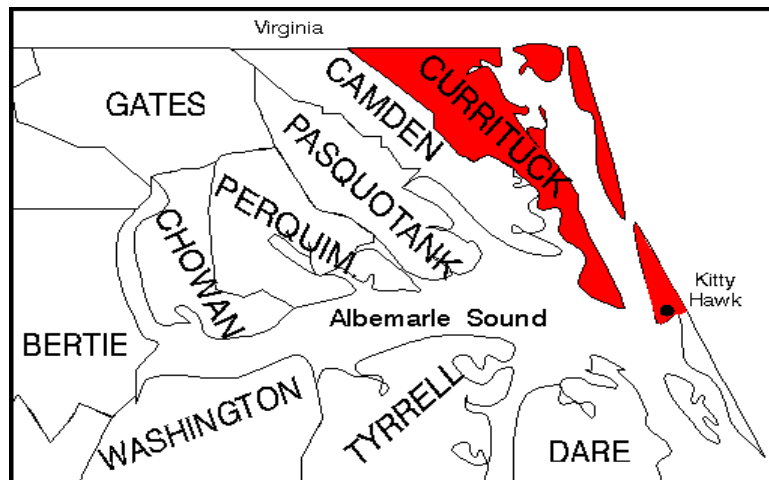 Virginia
GATES
CAMDEN
CURRITUCK
PASQUOTANK
PERQUIM.
CHOWAN
Kitty
Hawk
Albemarle Sound
BERTIE
WASHINGTON
TYRRELL
DARE